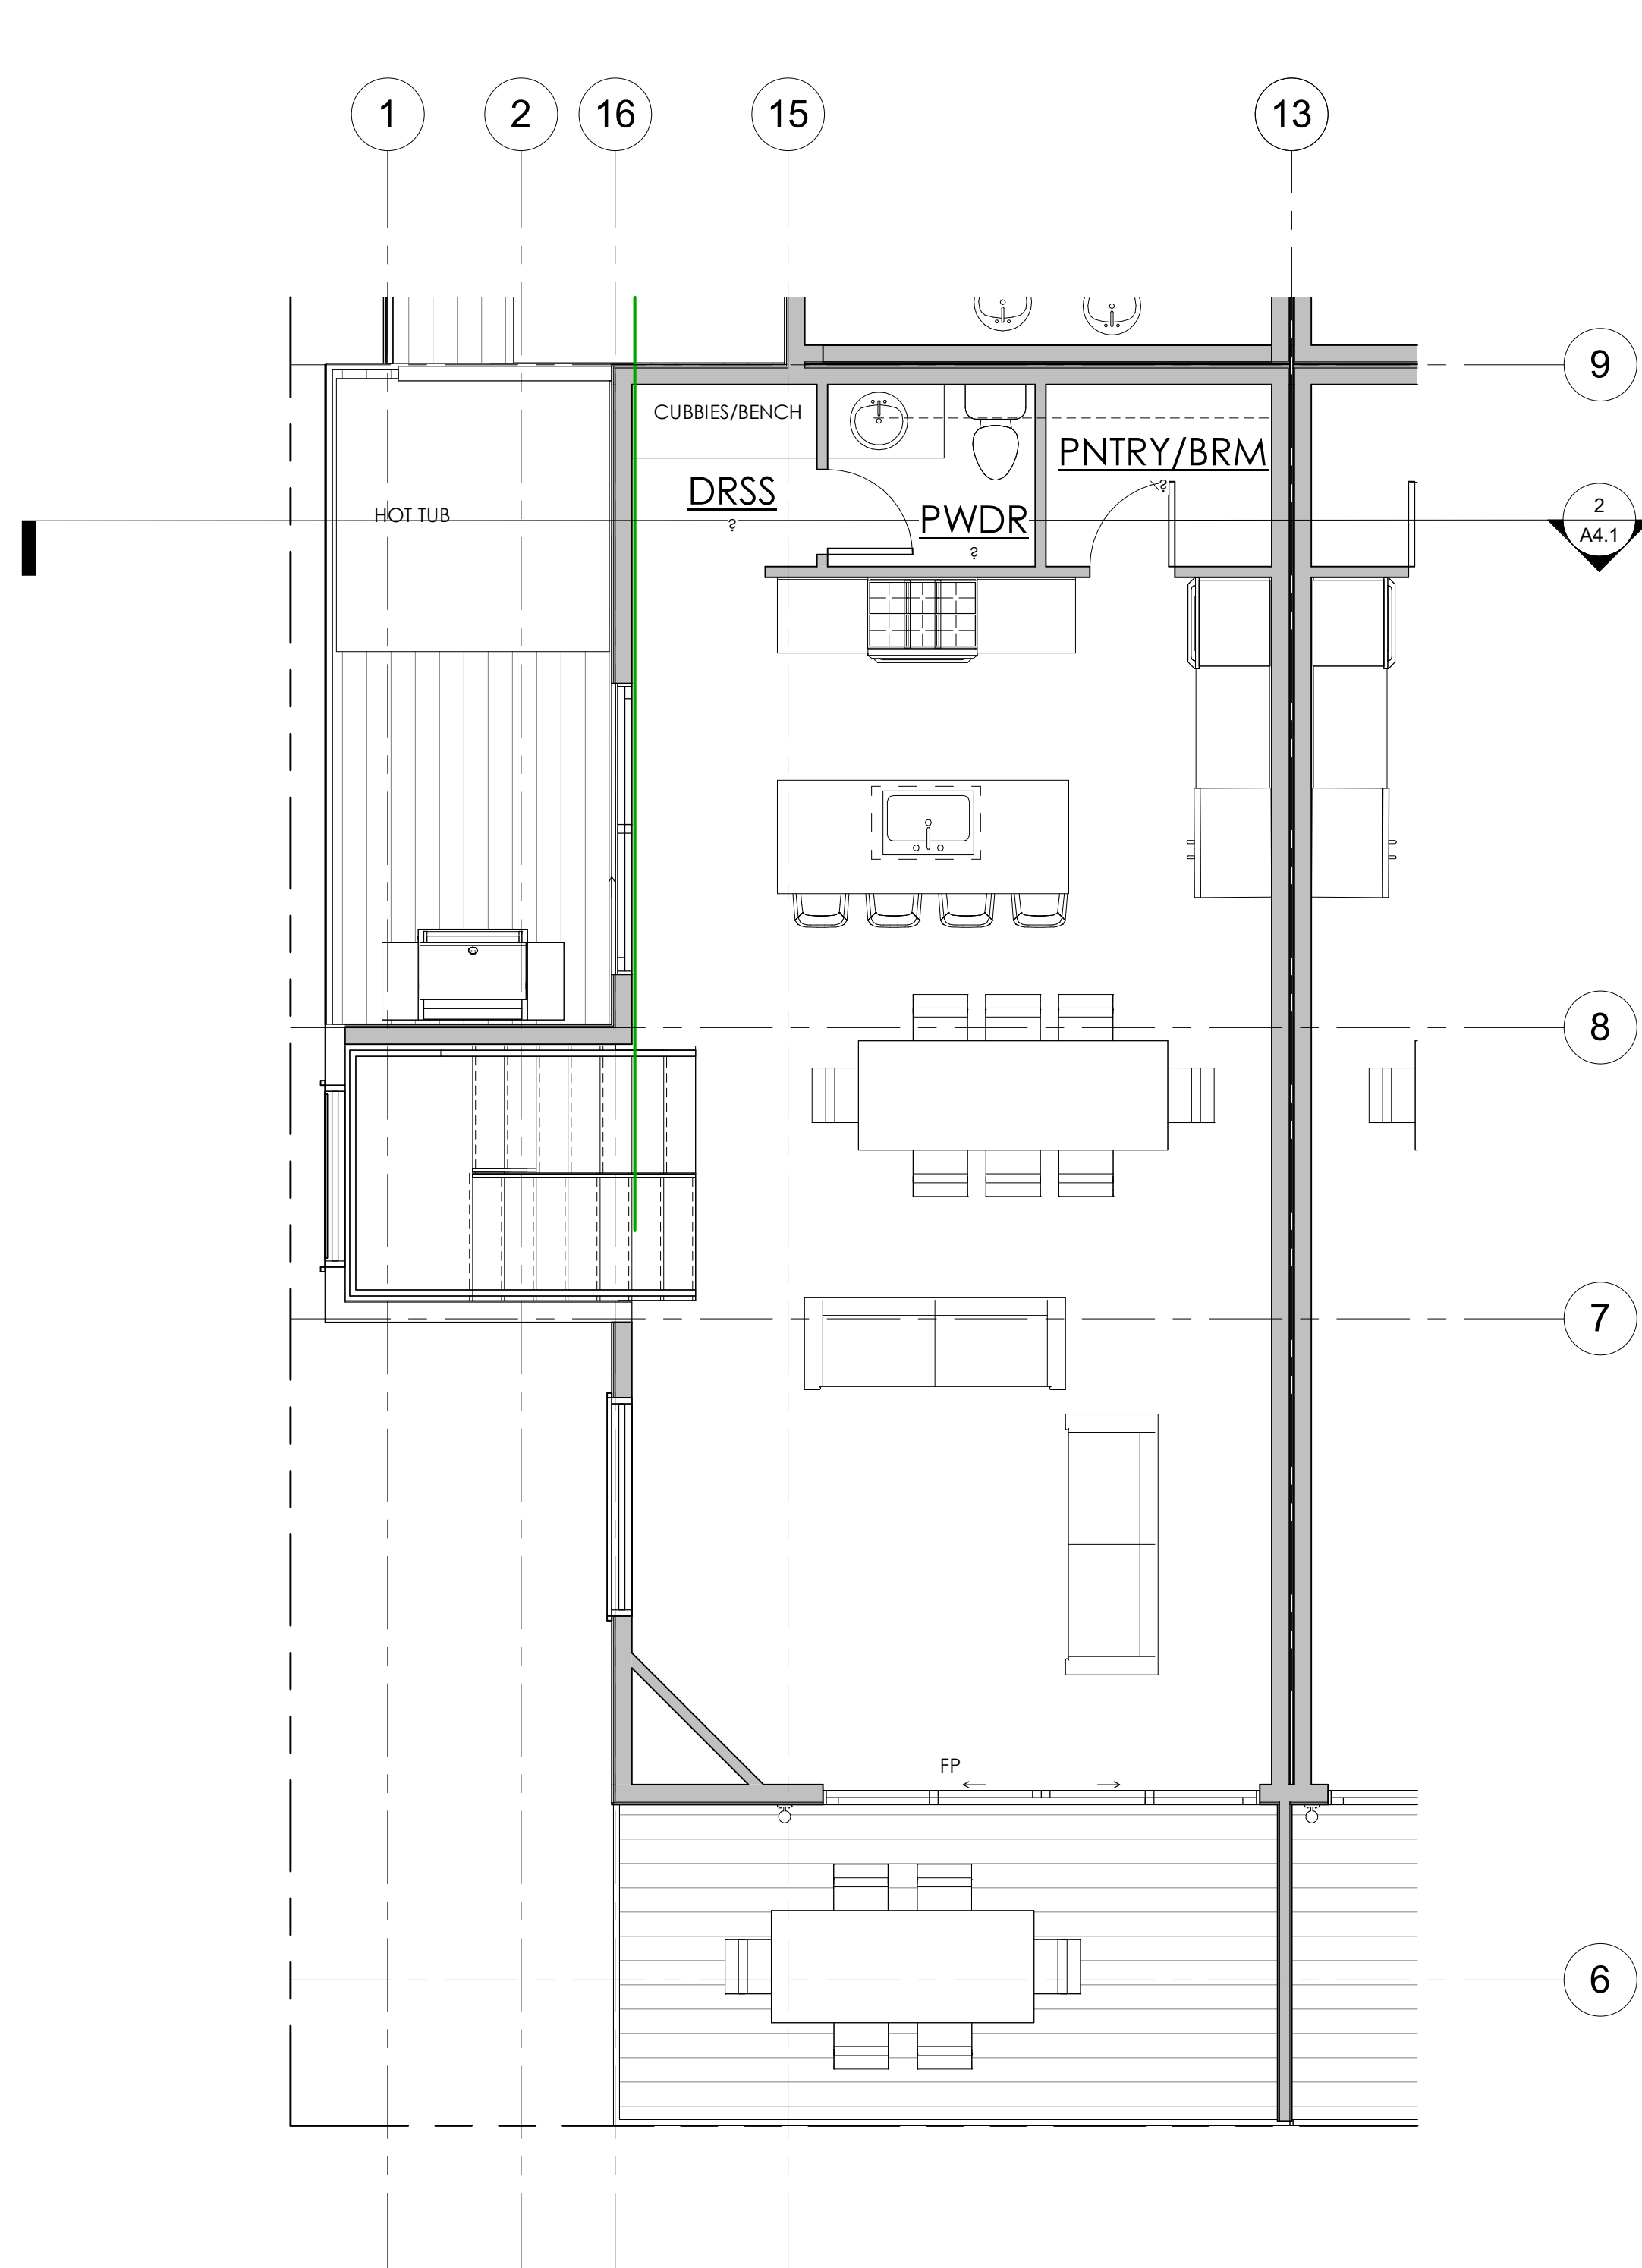 1
2
16
15
13
9
CUBBIES/BENCH
PNTRY/BRM
?
DRSS
?
HOT TUB
PWDR
?
2
A4.1
8
7
FP
6